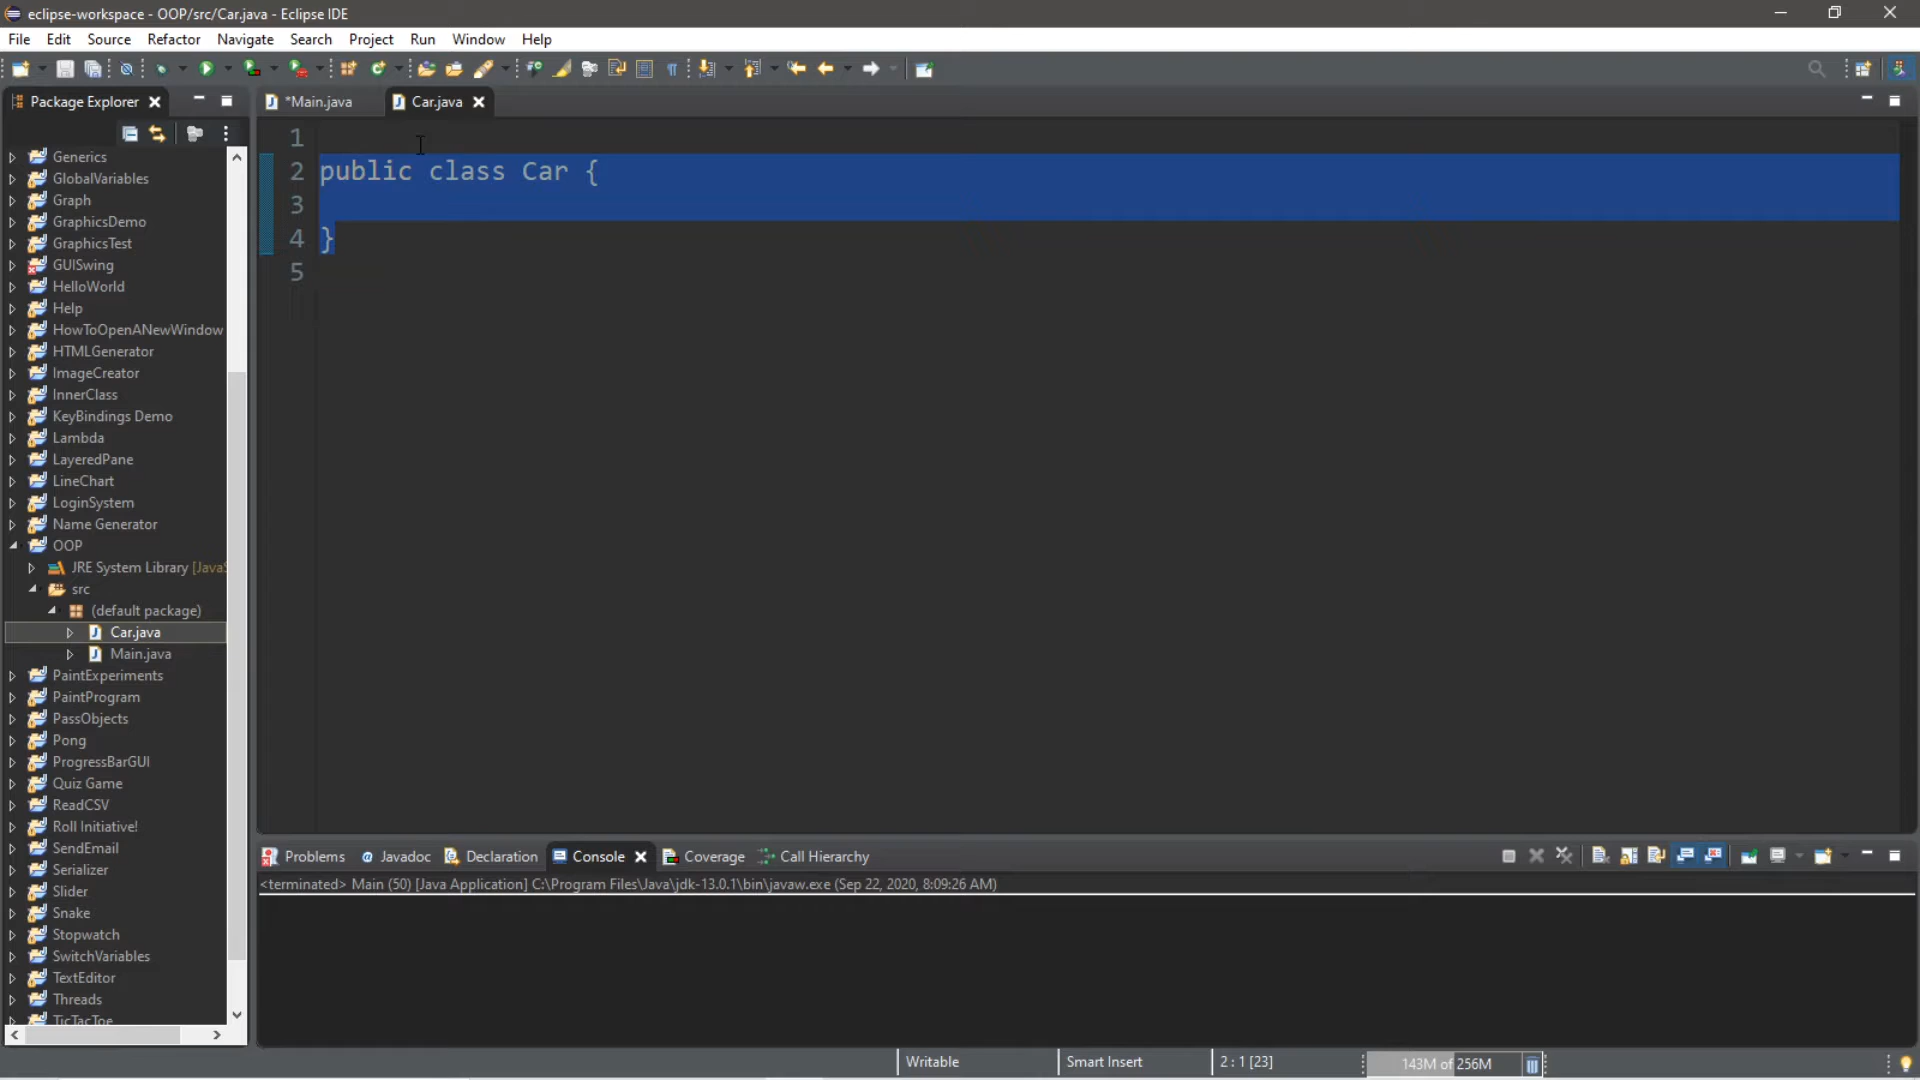 eclipse-workspace - OOP/src/Car.java - Eclipse IDE
File Edit Source Refactor Navigate Search Project Run Window Help
Package Explorer
*Main.java
Car.java
Generics
GlobalVariables
Graph
GraphicsDemo
GraphicsTest
GUISwing
HelloWorld
Help
HowToOpenANewWindow
HTMLGenerator
ImageCreator
InnerClass
KeyBindings Demo
Lambda
LayeredPane
LineChart
LoginSystem
Name Generator
OOP
JRE System Library [JavaS
src
(default package)
Car.java
Main.java
PaintExperiments
PaintProgram
PassObjects
Pong
ProgressBarGUI
Quiz Game
ReadCSV
Roll Initiative!
SendEmail
Serializer
Slider
Snake
Stopwatch
SwitchVariables
TextEditor
Threads
TicTacToe
1
2 public class Car {
3
4 }
5
Problems Javadoc Declaration Console Coverage Call Hierarchy
<terminated> Main (50) [Java Application] C:\Program Files\Java\jdk-13.0.1\bin\javaw.exe (Sep 22, 2020, 8:09:26 AM)
Writable Smart Insert 2 : 1 [23] 143M of 256M